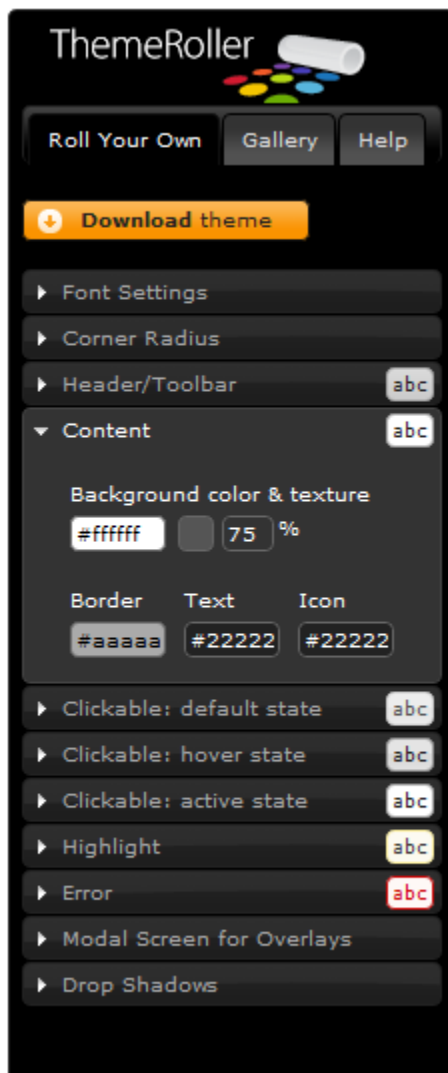 ThemeRoller
Roll Your Own Gallery Help
Download theme
Font Settings
Corner Radius
Header/Toolbar abc
Content abc
Background color & texture
#ffffff 75 %
Border Text Icon
#aaaaa #22222 #22222
Clickable: default state abc
Clickable: hover state abc
Clickable: active state abc
Highlight abc
Error abc
Modal Screen for Overlays
Drop Shadows